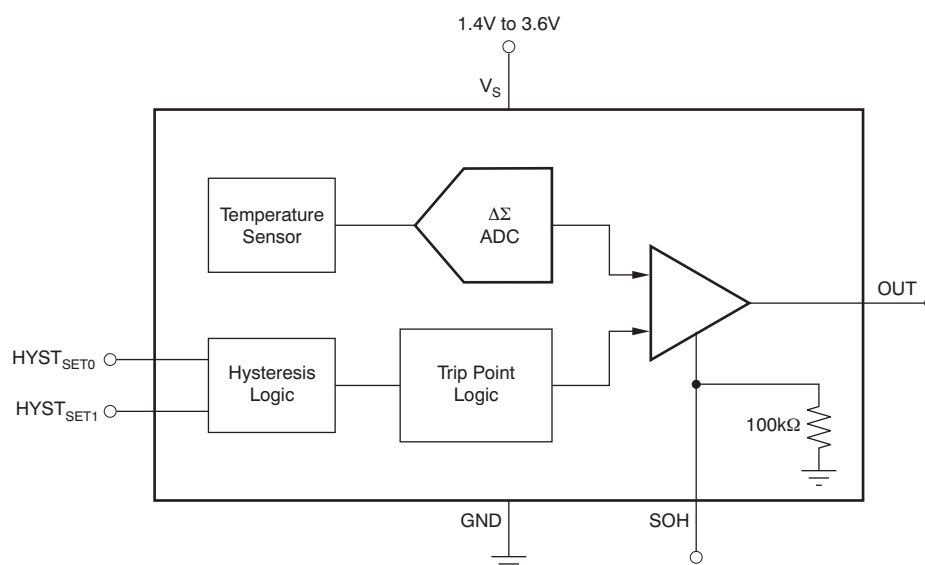 1.4V to 3.6V
VS
Temperature
Sensor
ΔΣ
ADC
OUT
HYSTSET0
HYSTSET1
Hysteresis
Logic
Trip Point
Logic
100kΩ
GND
SOH